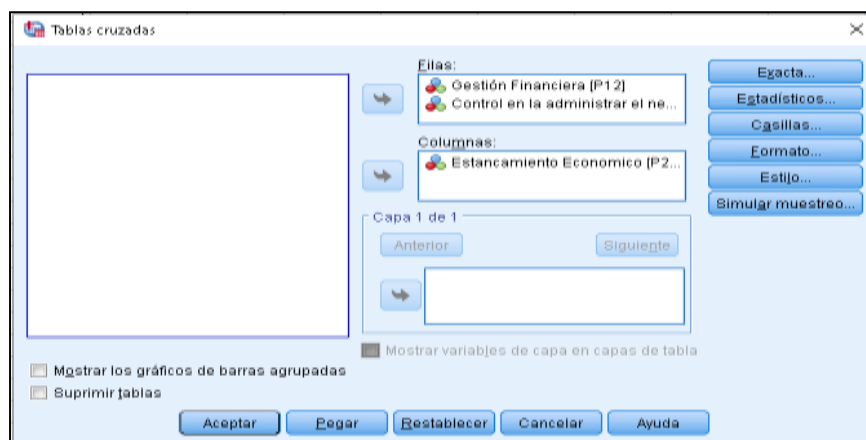 Tablas cruzadas
Filas:
Gestión Financiera [P12]
Control en la administrar el ne...
Columnas:
Estancamiento Economico [P2...
Capa 1 de 1
Anterior
Siguiente
Mostrar variables de capa en capas de tabla
Exacta...
Estadísticos...
Casillas...
Formato...
Estilo...
Simular muestreo...
Mostrar los gráficos de barras agrupadas
Suprimir tablas
Aceptar
Pegar
Restablecer
Cancelar
Ayuda